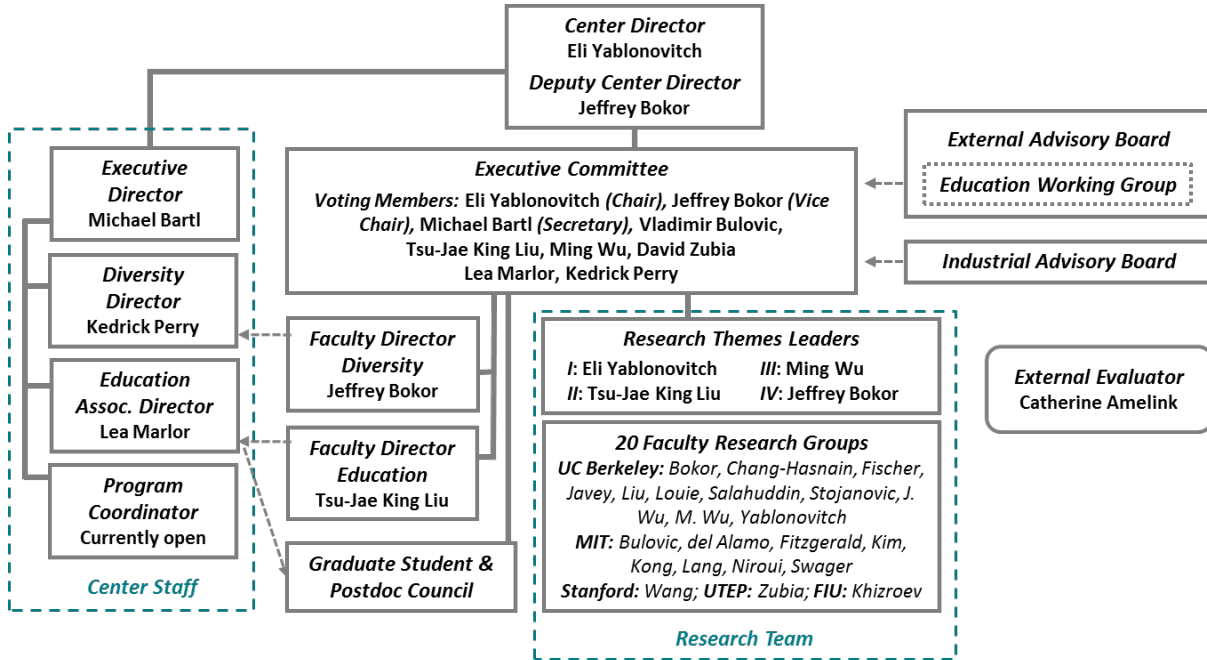 Center Director
Eli Yablonovitch
Deputy Center Director
Jeffrey Bokor
Executive
Director
Michael Bartl
Diversity
Director
Kedrick Perry
Education
Assoc. Director
Lea Marlor
Program
Coordinator
Currently open
Center Staff
Executive Committee
Voting Members: Eli Yablonovitch (Chair), Jeffrey Bokor (Vice
Chair), Michael Bartl (Secretary), Vladimir Bulovic,
Tsu-Jae King Liu, Ming Wu, David Zubia
Lea Marlor, Kedrick Perry
Faculty Director
Diversity
Jeffrey Bokor
Faculty Director
Education
Tsu-Jae King Liu
Graduate Student &
Postdoc Council
Research Themes Leaders
I: Eli Yablonovitch III: Ming Wu
II: Tsu-Jae King Liu IV: Jeffrey Bokor
20 Faculty Research Groups
UC Berkeley: Bokor, Chang-Hasnain, Fischer,
Javey, Liu, Louie, Salahuddin, Stojanovic, J.
Wu, M. Wu, Yablonovitch
MIT: Bulovic, del Alamo, Fitzgerald, Kim,
Kong, Lang, Niroui, Swager
Stanford: Wang; UTEP: Zubia; FIU: Khizroev
Research Team
External Advisory Board
Education Working Group
Industrial Advisory Board
External Evaluator
Catherine Amelink